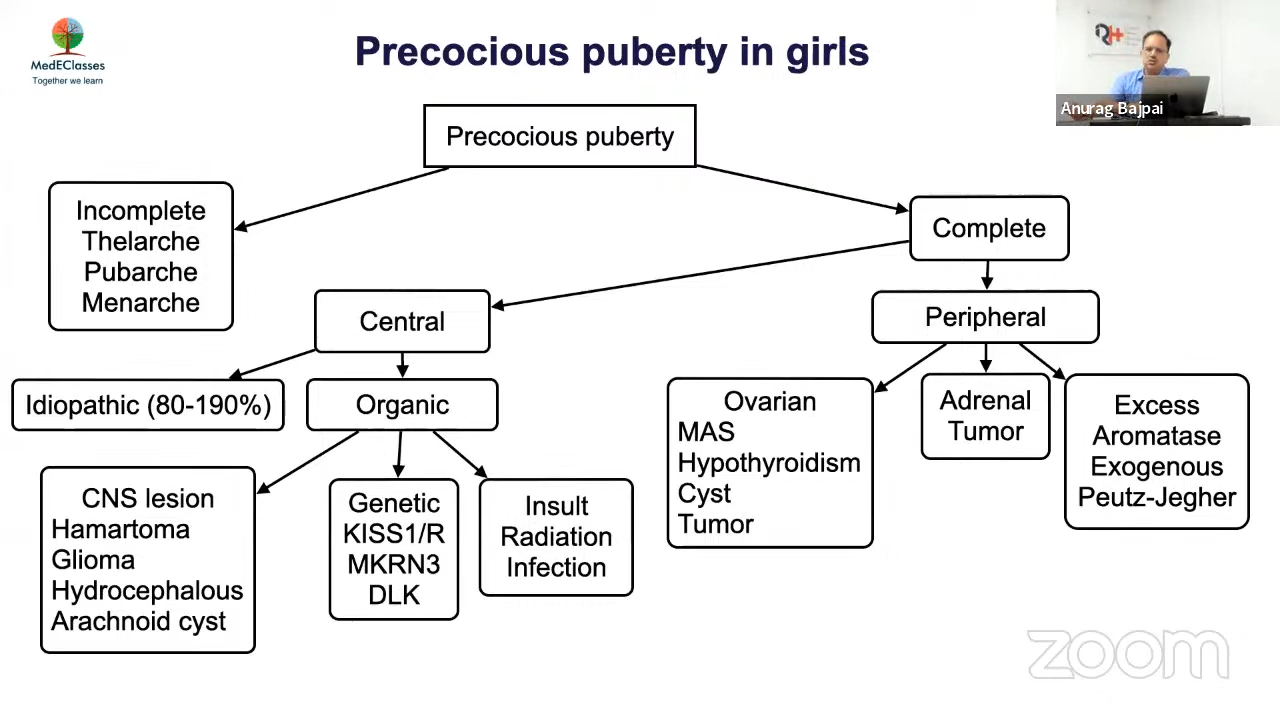 MedEClasses
Together we learn
Precocious puberty in girls
Anurag Bajpai
Precocious puberty
Incomplete
Thelarche
Pubarche
Menarche
Complete
Central
Peripheral
Idiopathic (80-190%)
Organic
Ovarian
MAS
Hypothyroidism
Cyst
Tumor
Adrenal
Tumor
Excess
Aromatase
Exogenous
Peutz-Jegher
CNS lesion
Hamartoma
Glioma
Hydrocephalous
Arachnoid cyst
Genetic
KISS1/R
MKRN3
DLK
Insult
Radiation
Infection
zoom